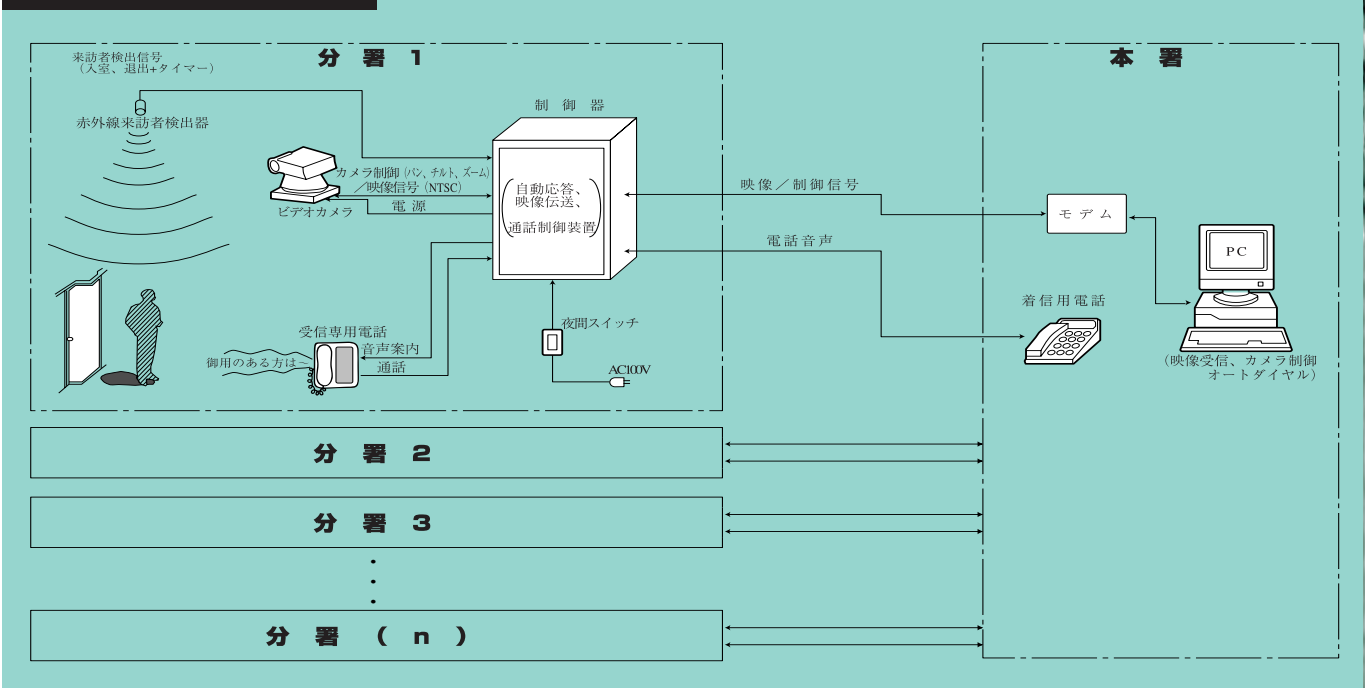 分署1
来訪者検出信号
（入室、退出+タイマー）
赤外線来訪者検出器
制御器
カメラ制御（パン、チルト、ズーム）
／映像信号（NTSC）
ビデオカメラ
電源
自動応答、
映像伝送、
通話制御装置
受信専用電話
音声案内
御用のある方は～
通話
夜間スイッチ
AC100V
映像／制御信号
電話音声
本署
モデム
PC
着信用電話
（映像受信、カメラ制御
オートダイヤル）
分署2
分署3
分署（n）